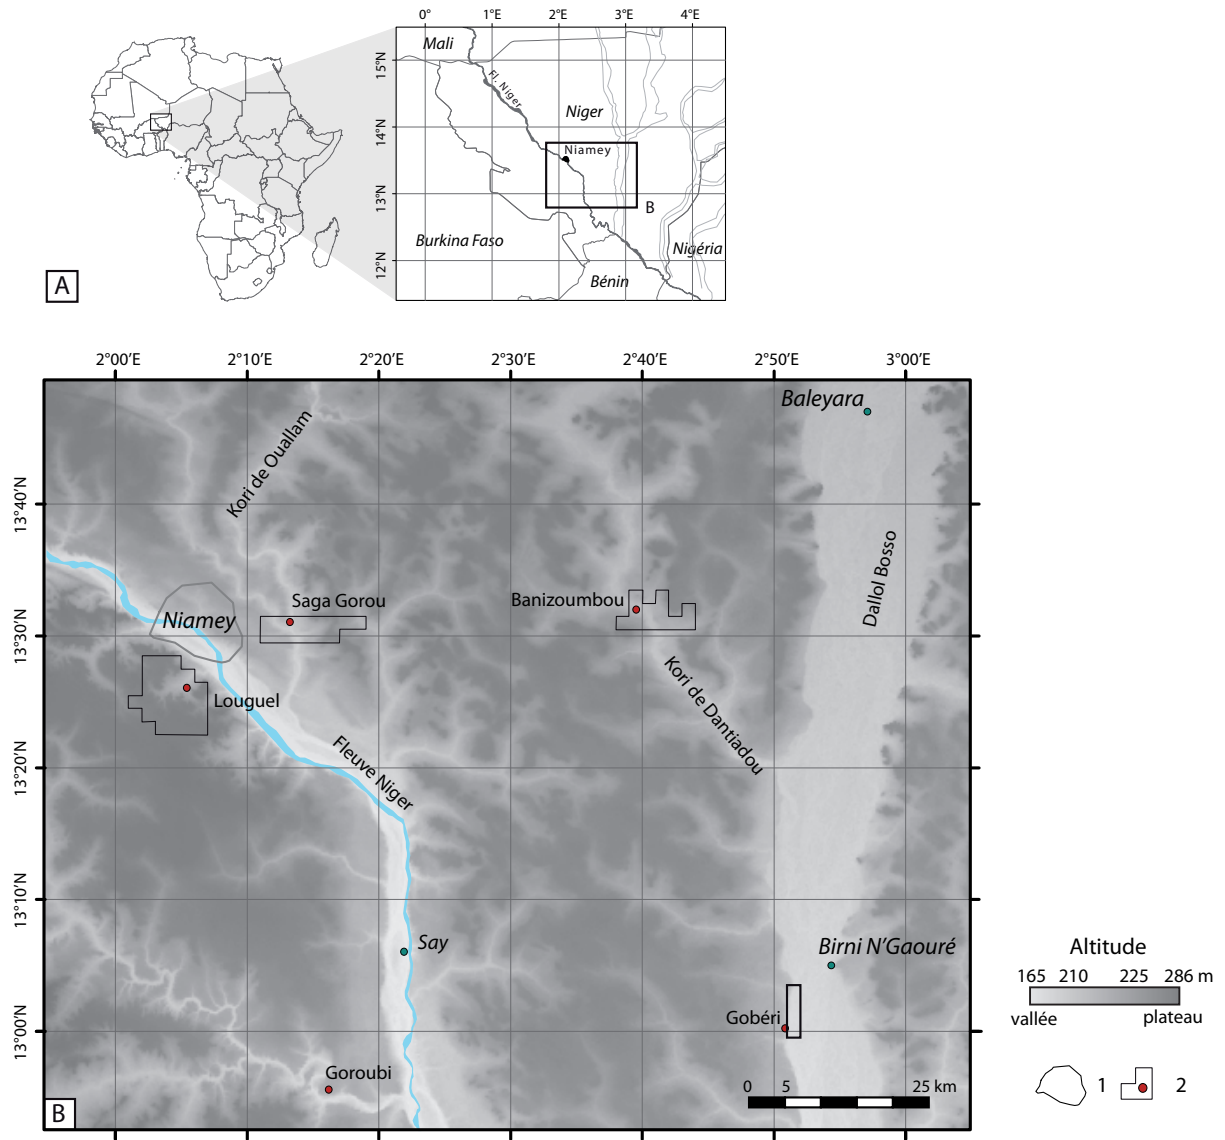 0° 1°E 2°E 3°E 4°E
Mali
15°N
Fl. Niger
Niger
14°N
Niamey
13°N
B
Burkina Faso
Nigéria
12°N
Bénin
A
2°00'E 2°10'E 2°20'E 2°30'E 2°40'E 2°50'E 3°00'E
Baleyara
Kori de Ouallam
13°40'N
Dallol Bosso
Banizoumbou
Saga Gorou
Niamey
13°30'N
Louguel
Kori de Dantiadou
Fleuve Niger
13°20'N
13°10'N
Say
Birni N'Gaouré
Altitude
165 210 225 286 m
vallée plateau
Gobéri
13°00'N
Goroubi
0 5 25 km
1 2
B